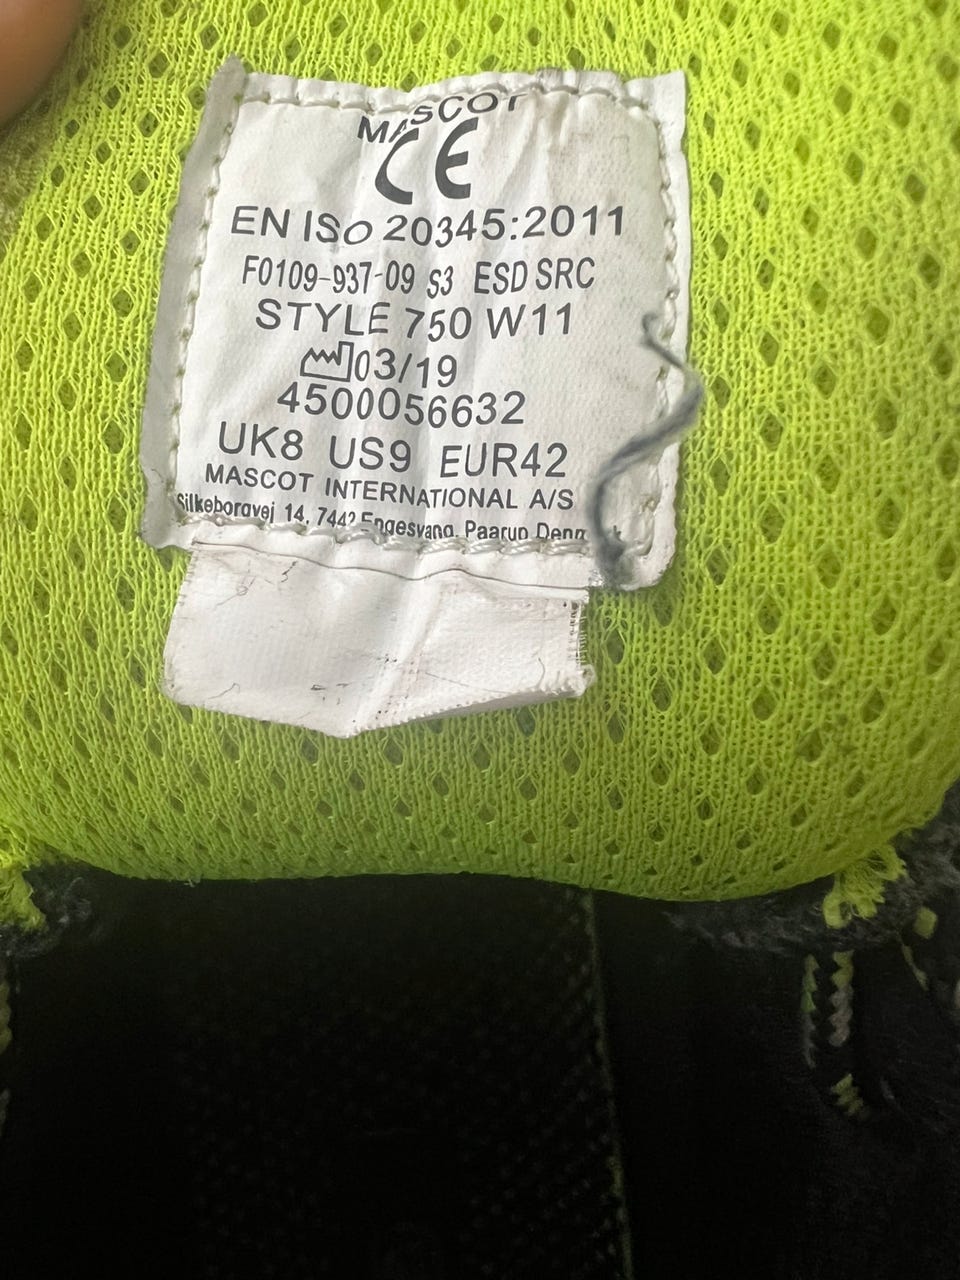 MASCOT
CE
EN ISO 20345:2011
F0109-937-09 S3 ESD SRC
STYLE 750 W11
03/19
4500056632
UK8 US9 EUR42
MASCOT INTERNATIONAL A/S
Silkeborgvej 14, 7442 Engesvang, Paarup Denm